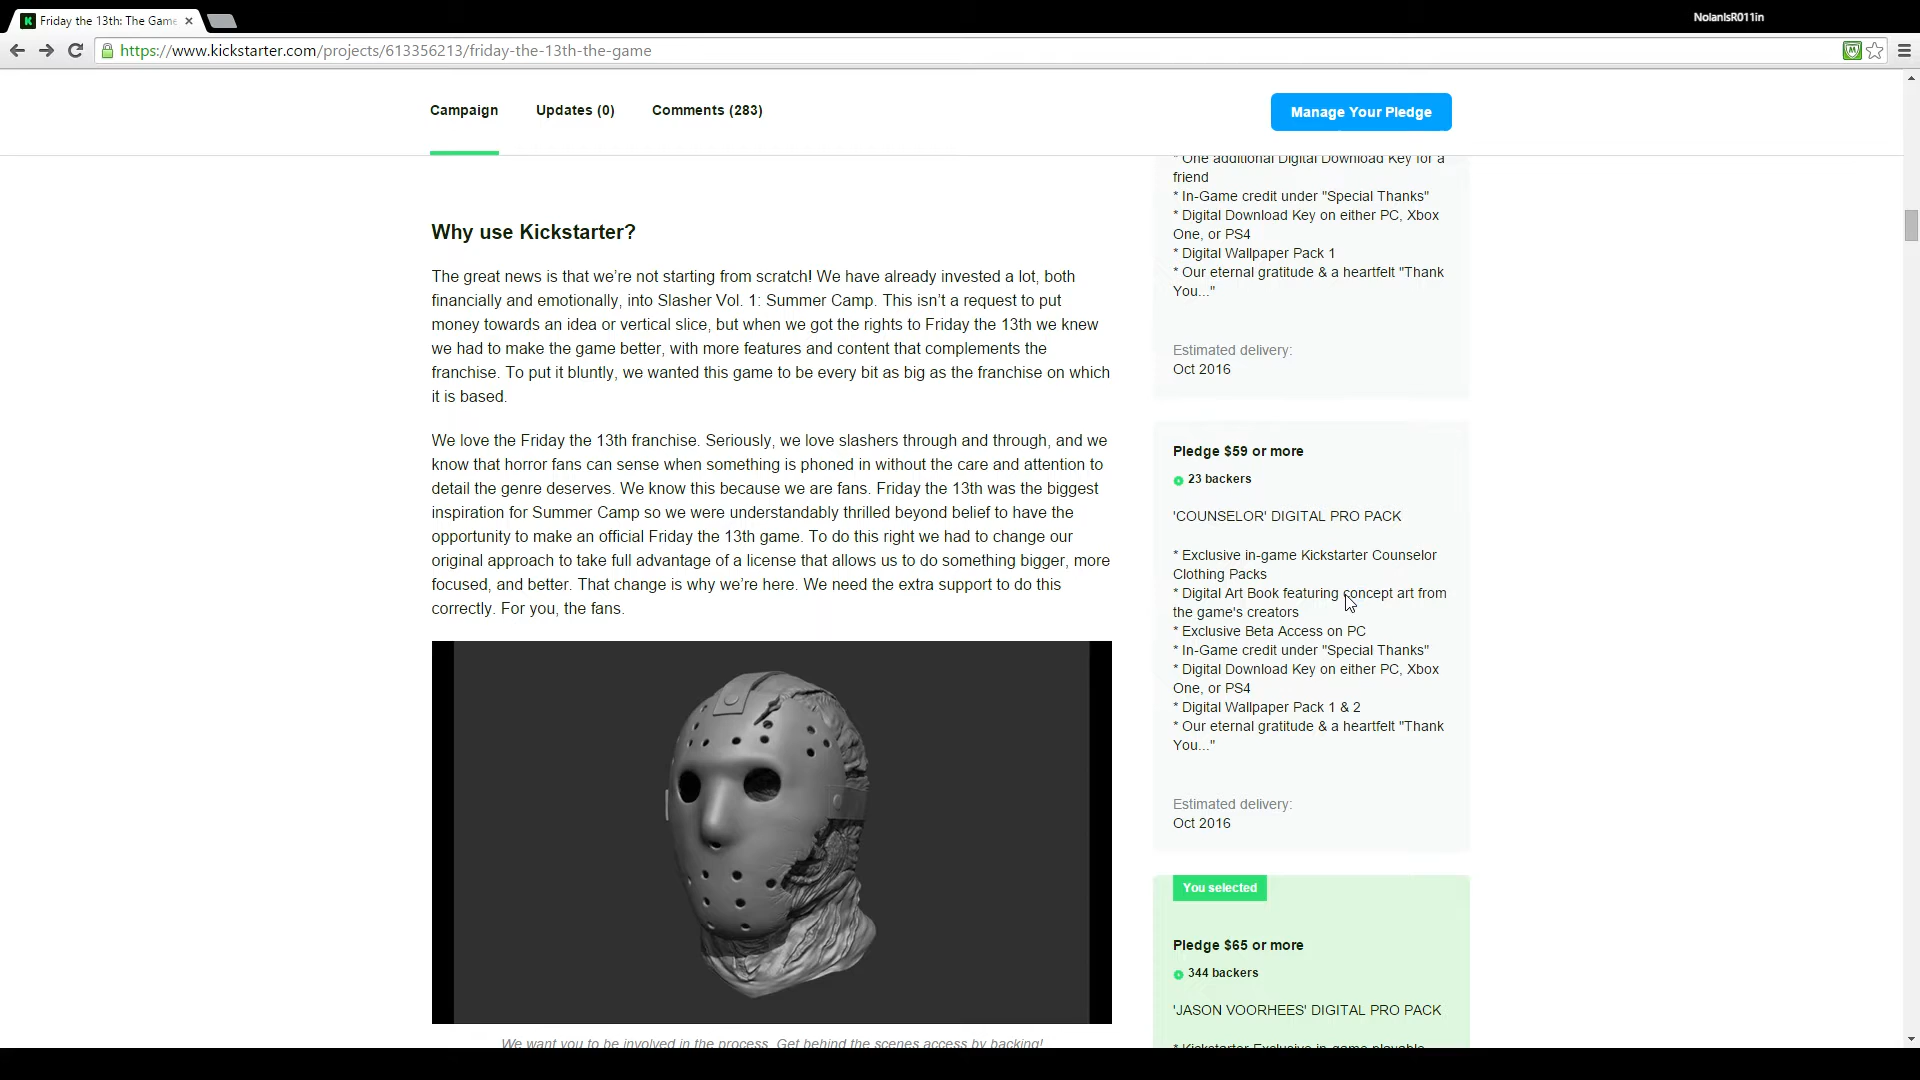 Friday the 13th: The Game
NolanIsR011in
https://www.kickstarter.com/projects/613356213/friday-the-13th-the-game
Campaign
Updates (0)
Comments (283)
Manage Your Pledge
Why use Kickstarter?
The great news is that we’re not starting from scratch! We have already invested a lot, both
financially and emotionally, into Slasher Vol. 1: Summer Camp. This isn’t a request to put
money towards an idea or vertical slice, but when we got the rights to Friday the 13th we knew
we had to make the game better, with more features and content that complements the
franchise. To put it bluntly, we wanted this game to be every bit as big as the franchise on which
it is based.
We love the Friday the 13th franchise. Seriously, we love slashers through and through, and we
know that horror fans can sense when something is phoned in without the care and attention to
detail the genre deserves. We know this because we are fans. Friday the 13th was the biggest
inspiration for Summer Camp so we were understandably thrilled beyond belief to have the
opportunity to make an official Friday the 13th game. To do this right we had to change our
original approach to take full advantage of a license that allows us to do something bigger, more
focused, and better. That change is why we’re here. We need the extra support to do this
correctly. For you, the fans.
We want you to be involved in the process. Get behind the scenes access by backing!
* One additional Digital Download Key for a
friend
* In-Game credit under "Special Thanks"
* Digital Download Key on either PC, Xbox
One, or PS4
* Digital Wallpaper Pack 1
* Our eternal gratitude & a heartfelt "Thank
You..."
Estimated delivery:
Oct 2016
Pledge $59 or more
23 backers
'COUNSELOR' DIGITAL PRO PACK
* Exclusive in-game Kickstarter Counselor
Clothing Packs
* Digital Art Book featuring concept art from
the game's creators
* Exclusive Beta Access on PC
* In-Game credit under "Special Thanks"
* Digital Download Key on either PC, Xbox
One, or PS4
* Digital Wallpaper Pack 1 & 2
* Our eternal gratitude & a heartfelt "Thank
You..."
Estimated delivery:
Oct 2016
You selected
Pledge $65 or more
344 backers
'JASON VOORHEES' DIGITAL PRO PACK
* Kickstarter Exclusive in-game playable